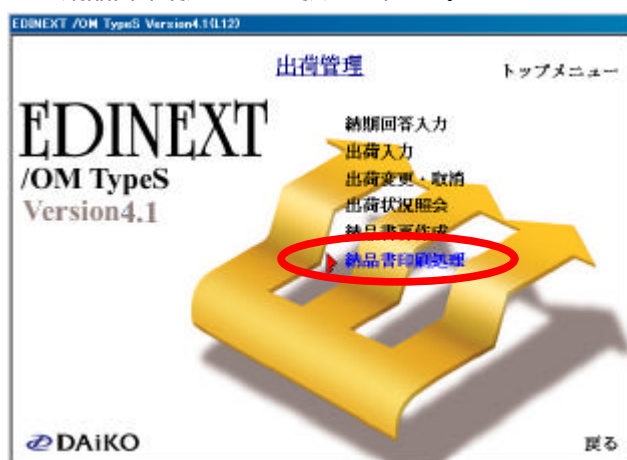 EDINEXT /OM TypeS Version4.1(L12)
出荷管理
トップメニュー
EDINEXT
/OM TypeS
Version4.1
納期回答入力
出荷入力
出荷変更・取消
出荷状況照会
納品書再作成
納品書印刷処理
DAiKO
戻る